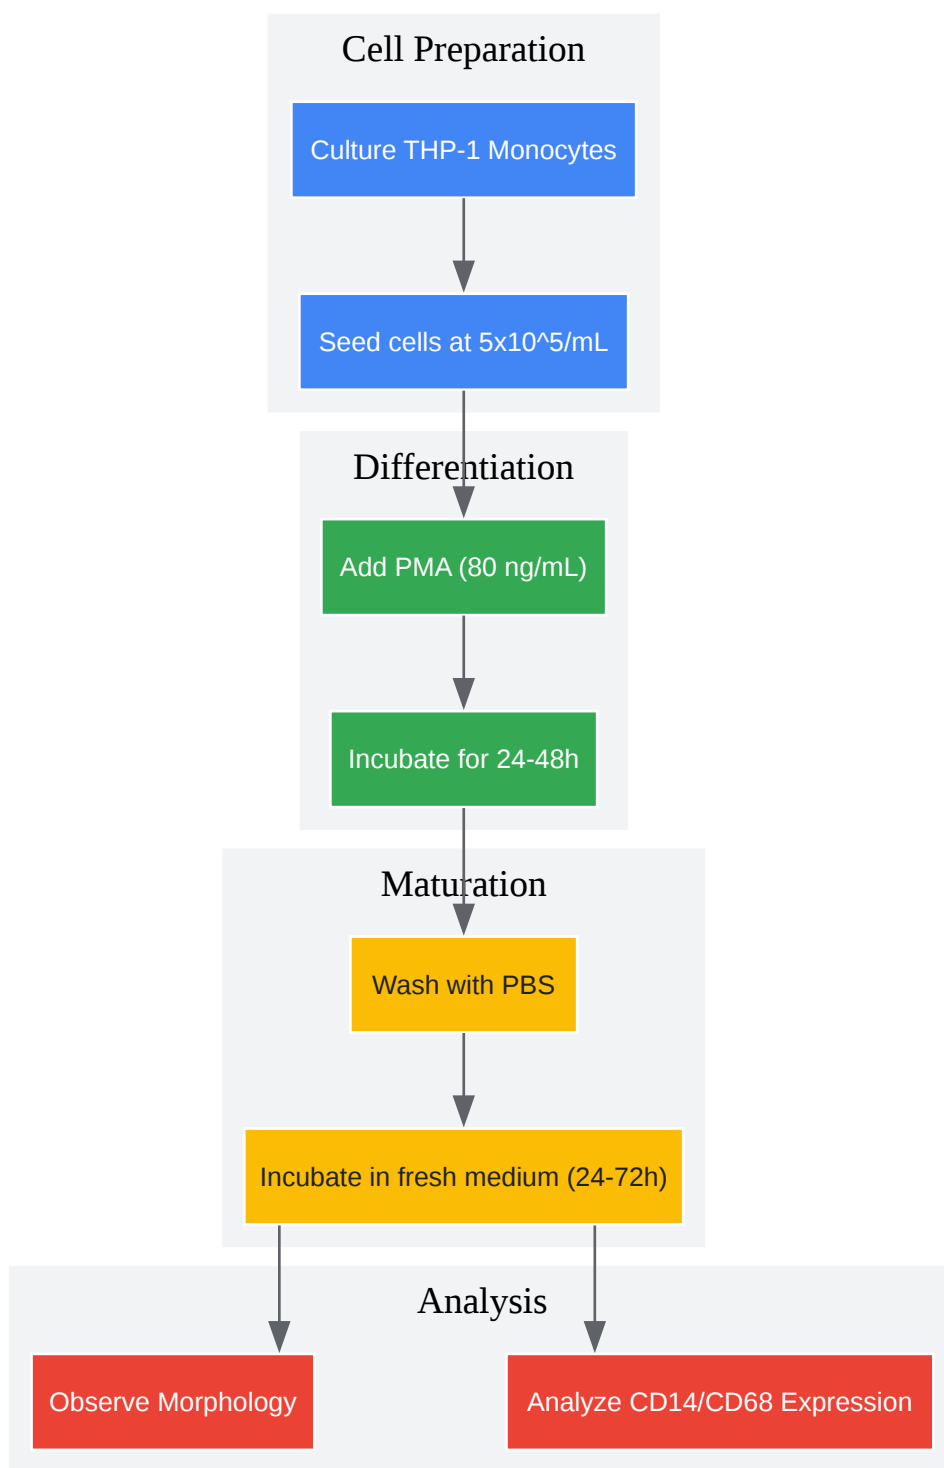 Cell Preparation
Culture THP-1 Monocytes
Seed cells at 5x10^5/mL
Differentiation
Add PMA (80 ng/mL)
Incubate for 24-48h
Maturation
Wash with PBS
Incubate in fresh medium (24-72h)
Analysis
Observe Morphology
Analyze CD14/CD68 Expression